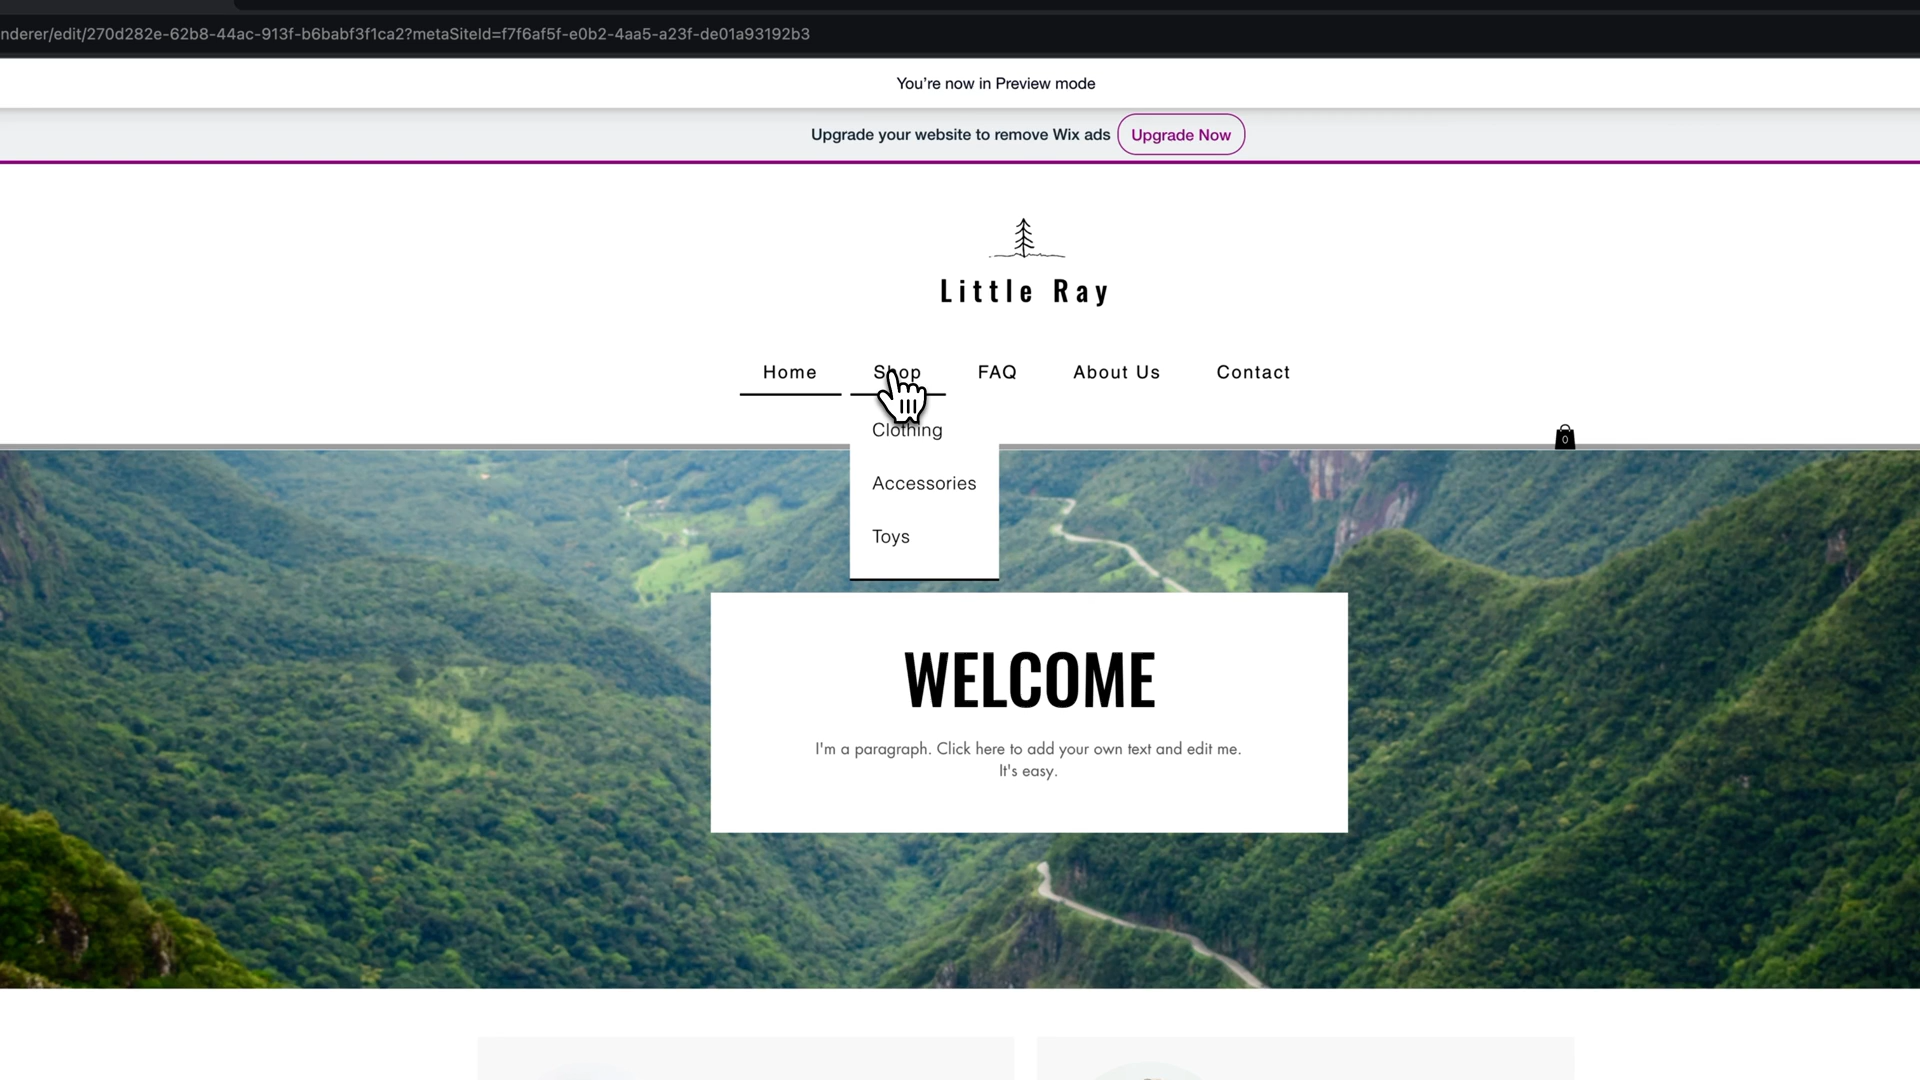 nderer/edit/270d282e-62b8-44ac-913f-b6babf3f1ca2?metaSiteId=f7f6af5f-e0b2-4aa5-a23f-de01a93192b3
You're now in Preview mode
Upgrade your website to remove Wix ads Upgrade Now
Little Ray
Home Shop FAQ About Us Contact
Clothing
0
Accessories
Toys
WELCOME
I'm a paragraph. Click here to add your own text and edit me.
It's easy.